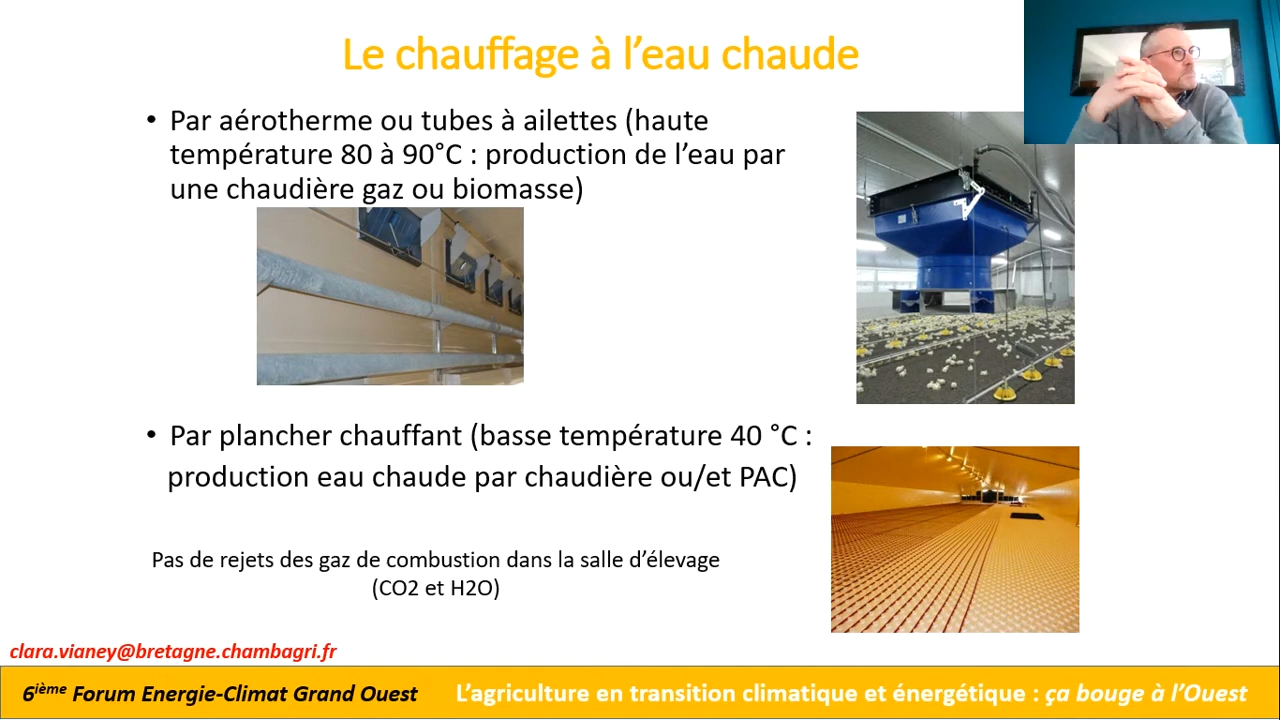 Le chauffage à l'eau chaude
• Par aérotherme ou tubes à ailettes (haute
température 80 à 90°C : production de l'eau par
une chaudière gaz ou biomasse)
• Par plancher chauffant (basse température 40 °C :
production eau chaude par chaudière ou/et PAC)
Pas de rejets des gaz de combustion dans la salle d'élevage
(CO2 et H2O)
clara.vianey@bretagne.chambagri.fr
6ième Forum Energie-Climat Grand Ouest L'agriculture en transition climatique et énergétique : ça bouge à l'Ouest